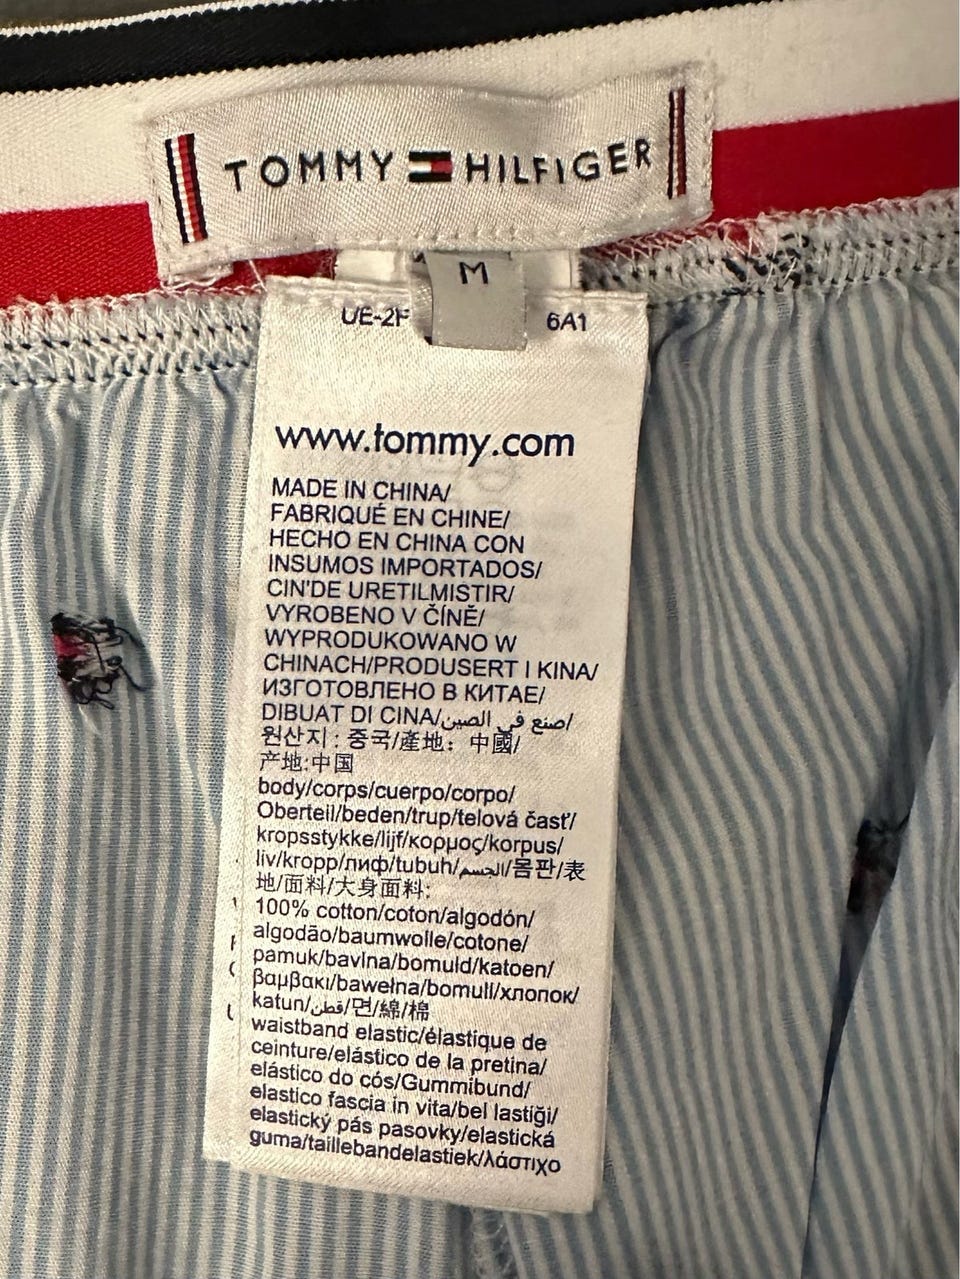 TOMMY HILFIGER
M
6A1
www.tommy.com
MADE IN CHINA/
FABRIQUÉ EN CHINE/
HECHO EN CHINA CON
INSUMOS IMPORTADOS/
CIN'DE URETILMISTIR/
VYROBENO V ČÍNĚ/
WYPRODUKOWANO W
CHINACH/PRODUSERT I KINA/
ИЗГОТОВЛЕНО В КИТАЕ/
DIBUAT DI CINA/صنع في الصين/
원산지 : 중국/產地：中國/
产地:中国
body/corps/cuerpo/corpo/
Oberteil/beden/trup/telová časť/
kropsstykke/lijf/κορμος/korpus/
liv/kropp/лиф/tubuh/الجسم/몸판/表
地/面料/大身面料:
100% cotton/coton/algodón/
algodão/baumwolle/cotone/
pamuk/bavlna/bomuld/katoen/
βαμβακι/bawełna/bomull/хлопок/
katun/قطن/면/綿/棉
waistband elastic/élastique de
ceinture/elástico de la pretina/
elástico do cós/Gummibund/
elastico fascia in vita/bel lastiği/
elastický pás pasovky/elastická
guma/taillebandelastiek/λάστιχο